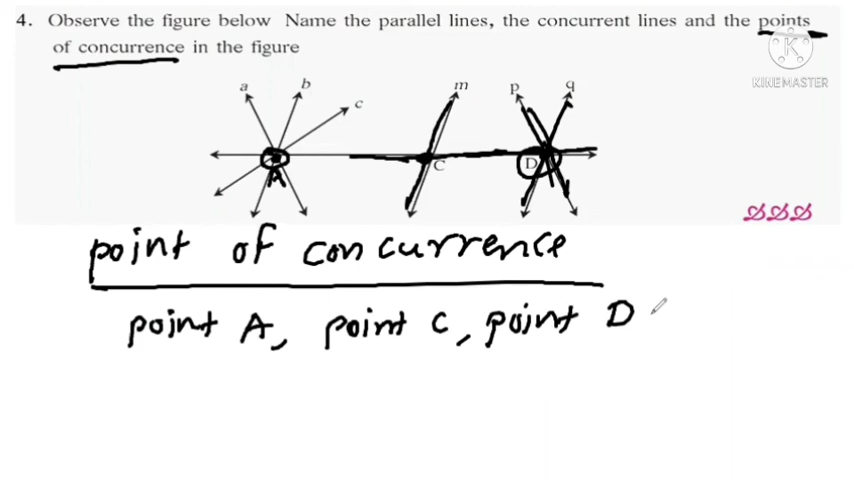 4. Observe the figure below Name the parallel lines, the concurrent lines and the points
of concurrence in the figure
KINEMASTER
a b c m p q
A C D
point of concurrence
point A, point C, point D